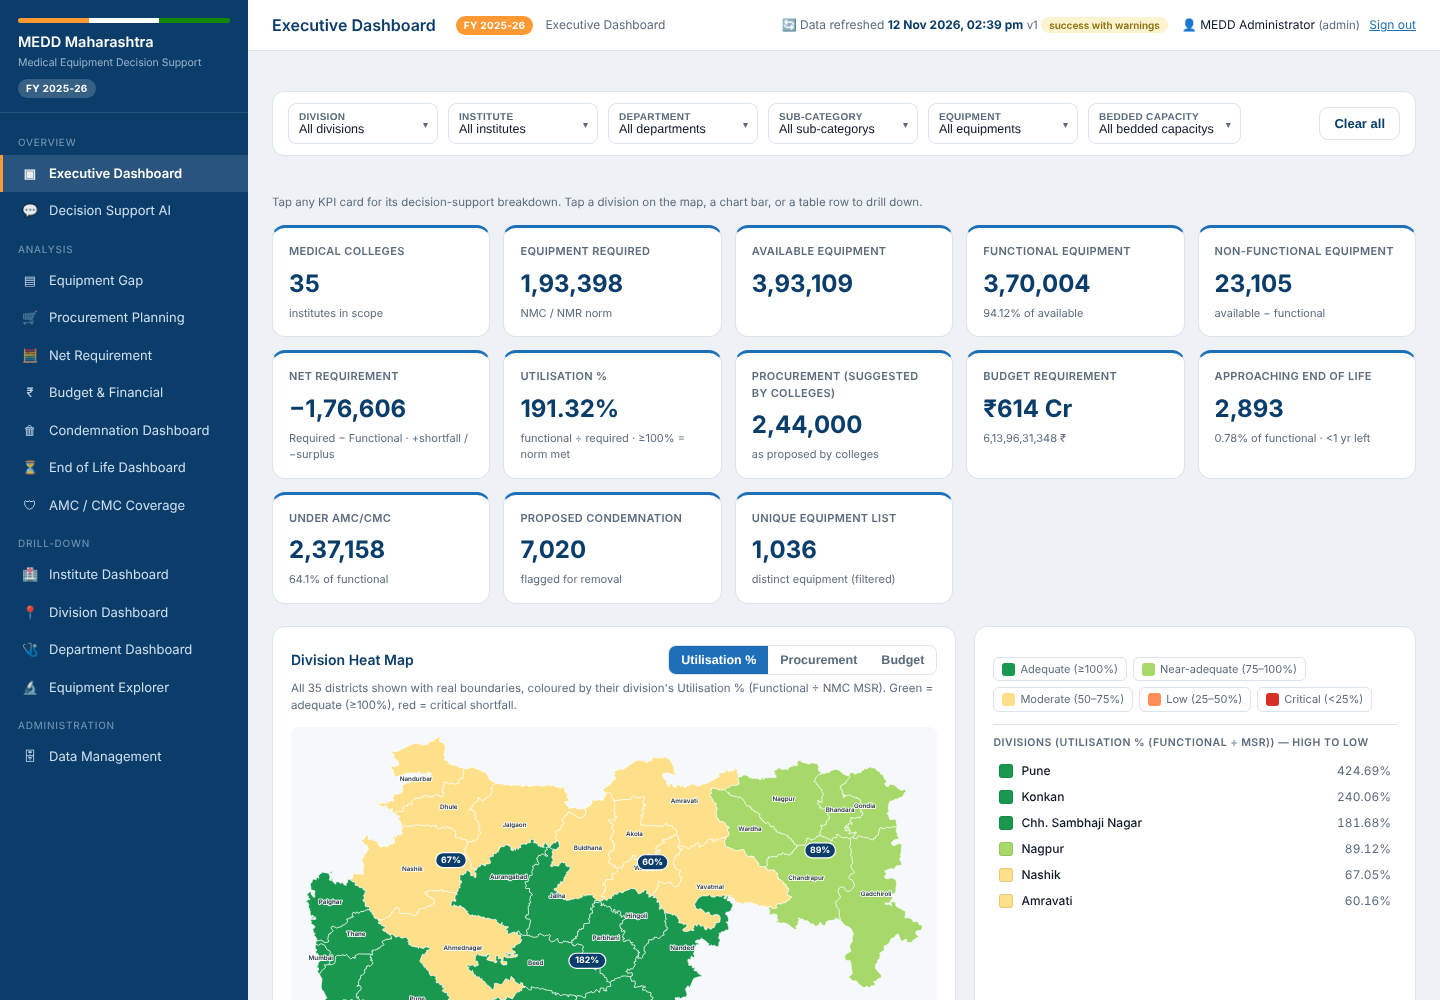 MEDD Maharashtra
Medical Equipment Decision Support
FY 2025-26
OVERVIEW
Executive Dashboard
Decision Support AI
ANALYSIS
Equipment Gap
Procurement Planning
Net Requirement
₹ Budget & Financial
Condemnation Dashboard
End of Life Dashboard
AMC / CMC Coverage
DRILL-DOWN
Institute Dashboard
Division Dashboard
Department Dashboard
Equipment Explorer
ADMINISTRATION
Data Management
Executive Dashboard FY 2025-26 Executive Dashboard Data refreshed 12 Nov 2026, 02:39 pm v1 success with warnings MEDD Administrator (admin) Sign out
DIVISION INSTITUTE DEPARTMENT SUB-CATEGORY EQUIPMENT BEDDED CAPACITY
All divisions All institutes All departments All sub-categorys All equipments All bedded capacitys Clear all
Tap any KPI card for its decision-support breakdown. Tap a division on the map, a chart bar, or a table row to drill down.
MEDICAL COLLEGES
35
institutes in scope
EQUIPMENT REQUIRED
1,93,398
NMC / NMR norm
AVAILABLE EQUIPMENT
3,93,109
FUNCTIONAL EQUIPMENT
3,70,004
94.12% of available
NON-FUNCTIONAL EQUIPMENT
23,105
available − functional
NET REQUIREMENT
−1,76,606
Required − Functional · +shortfall /
−surplus
UTILISATION %
191.32%
functional ÷ required · ≥100% =
norm met
PROCUREMENT (SUGGESTED
BY COLLEGES)
2,44,000
as proposed by colleges
BUDGET REQUIREMENT
₹614 Cr
6,13,96,31,348 ₹
APPROACHING END OF LIFE
2,893
0.78% of functional · <1 yr left
UNDER AMC/CMC
2,37,158
64.1% of functional
PROPOSED CONDEMNATION
7,020
flagged for removal
UNIQUE EQUIPMENT LIST
1,036
distinct equipment (filtered)
Division Heat Map
Utilisation % Procurement Budget
All 35 districts shown with real boundaries, coloured by their division's Utilisation % (Functional ÷ NMC MSR). Green =
adequate (≥100%), red = critical shortfall.
Nandurbar
Dhule
Jalgaon
Amravati
Nagpur
Bhandara
Gondia
Akola
Wardha
Buldhana
Nashik
67%
60%
89%
Aurangabad
Jalna
Yavatmal
Chandrapur
Gadchiroli
Palghar
Hingoli
Thane
Parbhani
Ahmednagar
Nanded
Mumbai
Beed
182%
Pune
Adequate (≥100%) Near-adequate (75–100%)
Moderate (50–75%) Low (25–50%) Critical (<25%)
DIVISIONS (UTILISATION % (FUNCTIONAL ÷ MSR)) — HIGH TO LOW
Pune 424.69%
Konkan 240.06%
Chh. Sambhaji Nagar 181.68%
Nagpur 89.12%
Nashik 67.05%
Amravati 60.16%